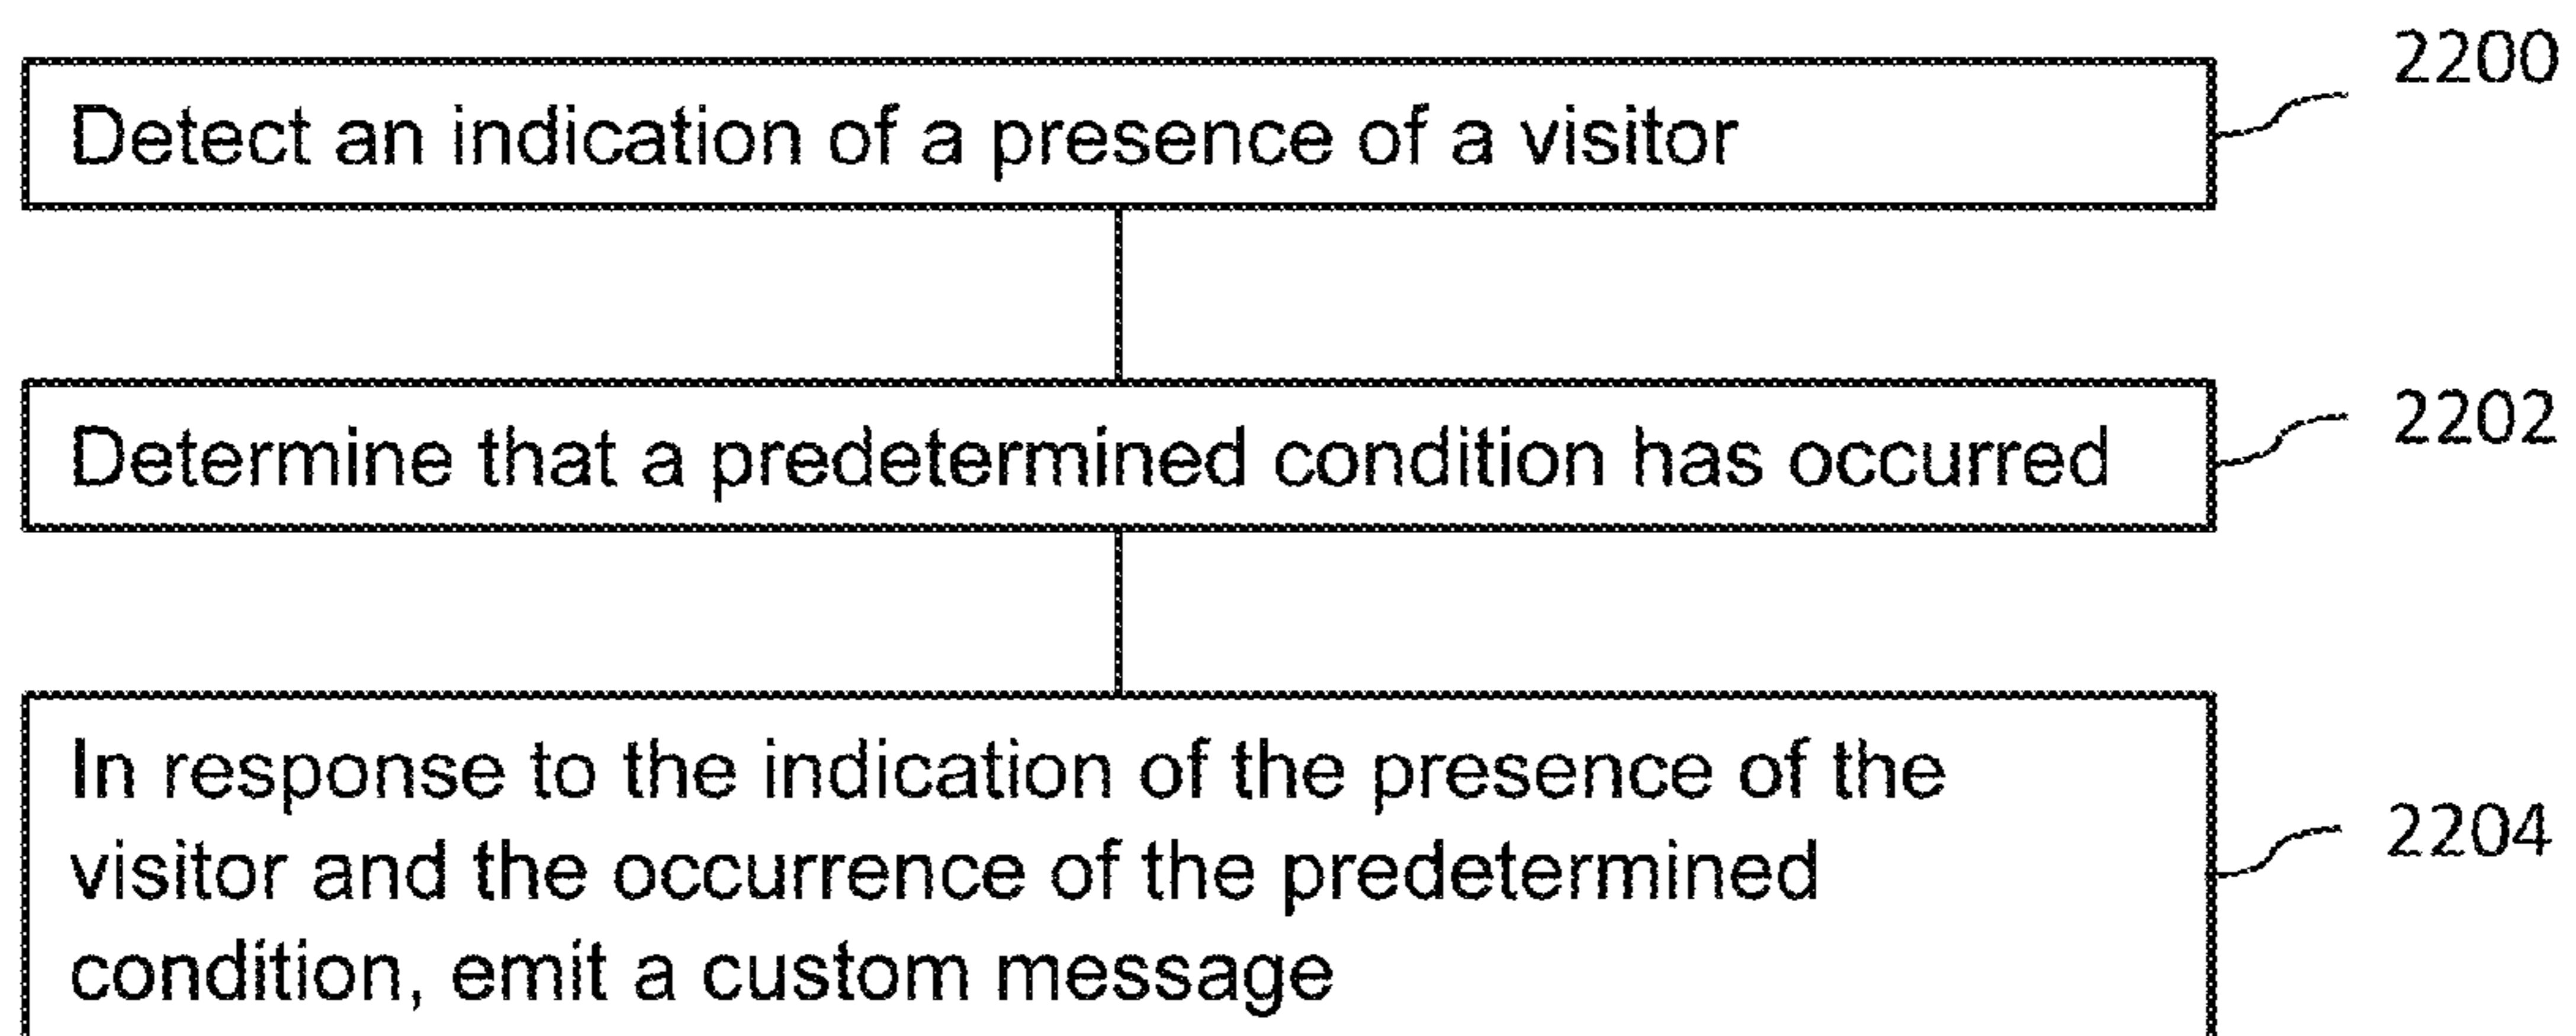 2200
Detect an indication of a presence of a visitor
2202
Determine that a predetermined condition has occurred
In response to the indication of the presence of the
visitor and the occurrence of the predetermined
2204
condition, emit a custom message